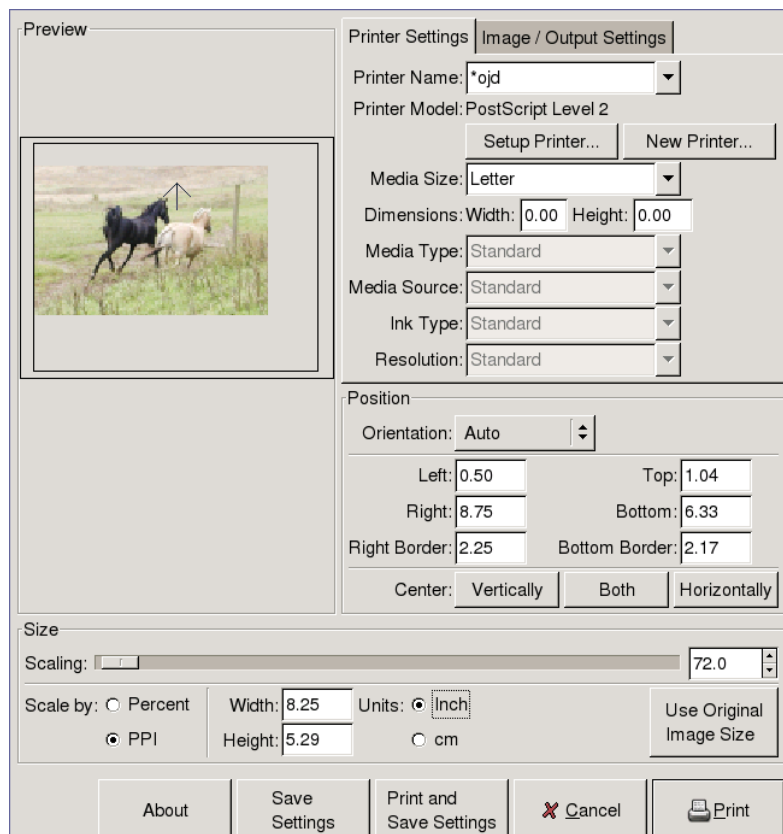 Preview
Printer Settings
Image / Output Settings
Printer Name: *ojd
Printer Model: PostScript Level 2
Setup Printer... New Printer...
Media Size: Letter
Dimensions: Width: 0.00 Height: 0.00
Media Type: Standard
Media Source: Standard
Ink Type: Standard
Resolution: Standard
Position
Orientation: Auto
Left: 0.50 Top: 1.04
Right: 8.75 Bottom: 6.33
Right Border: 2.25 Bottom Border: 2.17
Center: Vertically Both Horizontally
Size
Scaling: 72.0
Scale by: Percent Width: 8.25 Units: Inch
PPI Height: 5.29 cm
Use Original
Image Size
About
Save
Settings
Print and
Save Settings
Cancel
Print